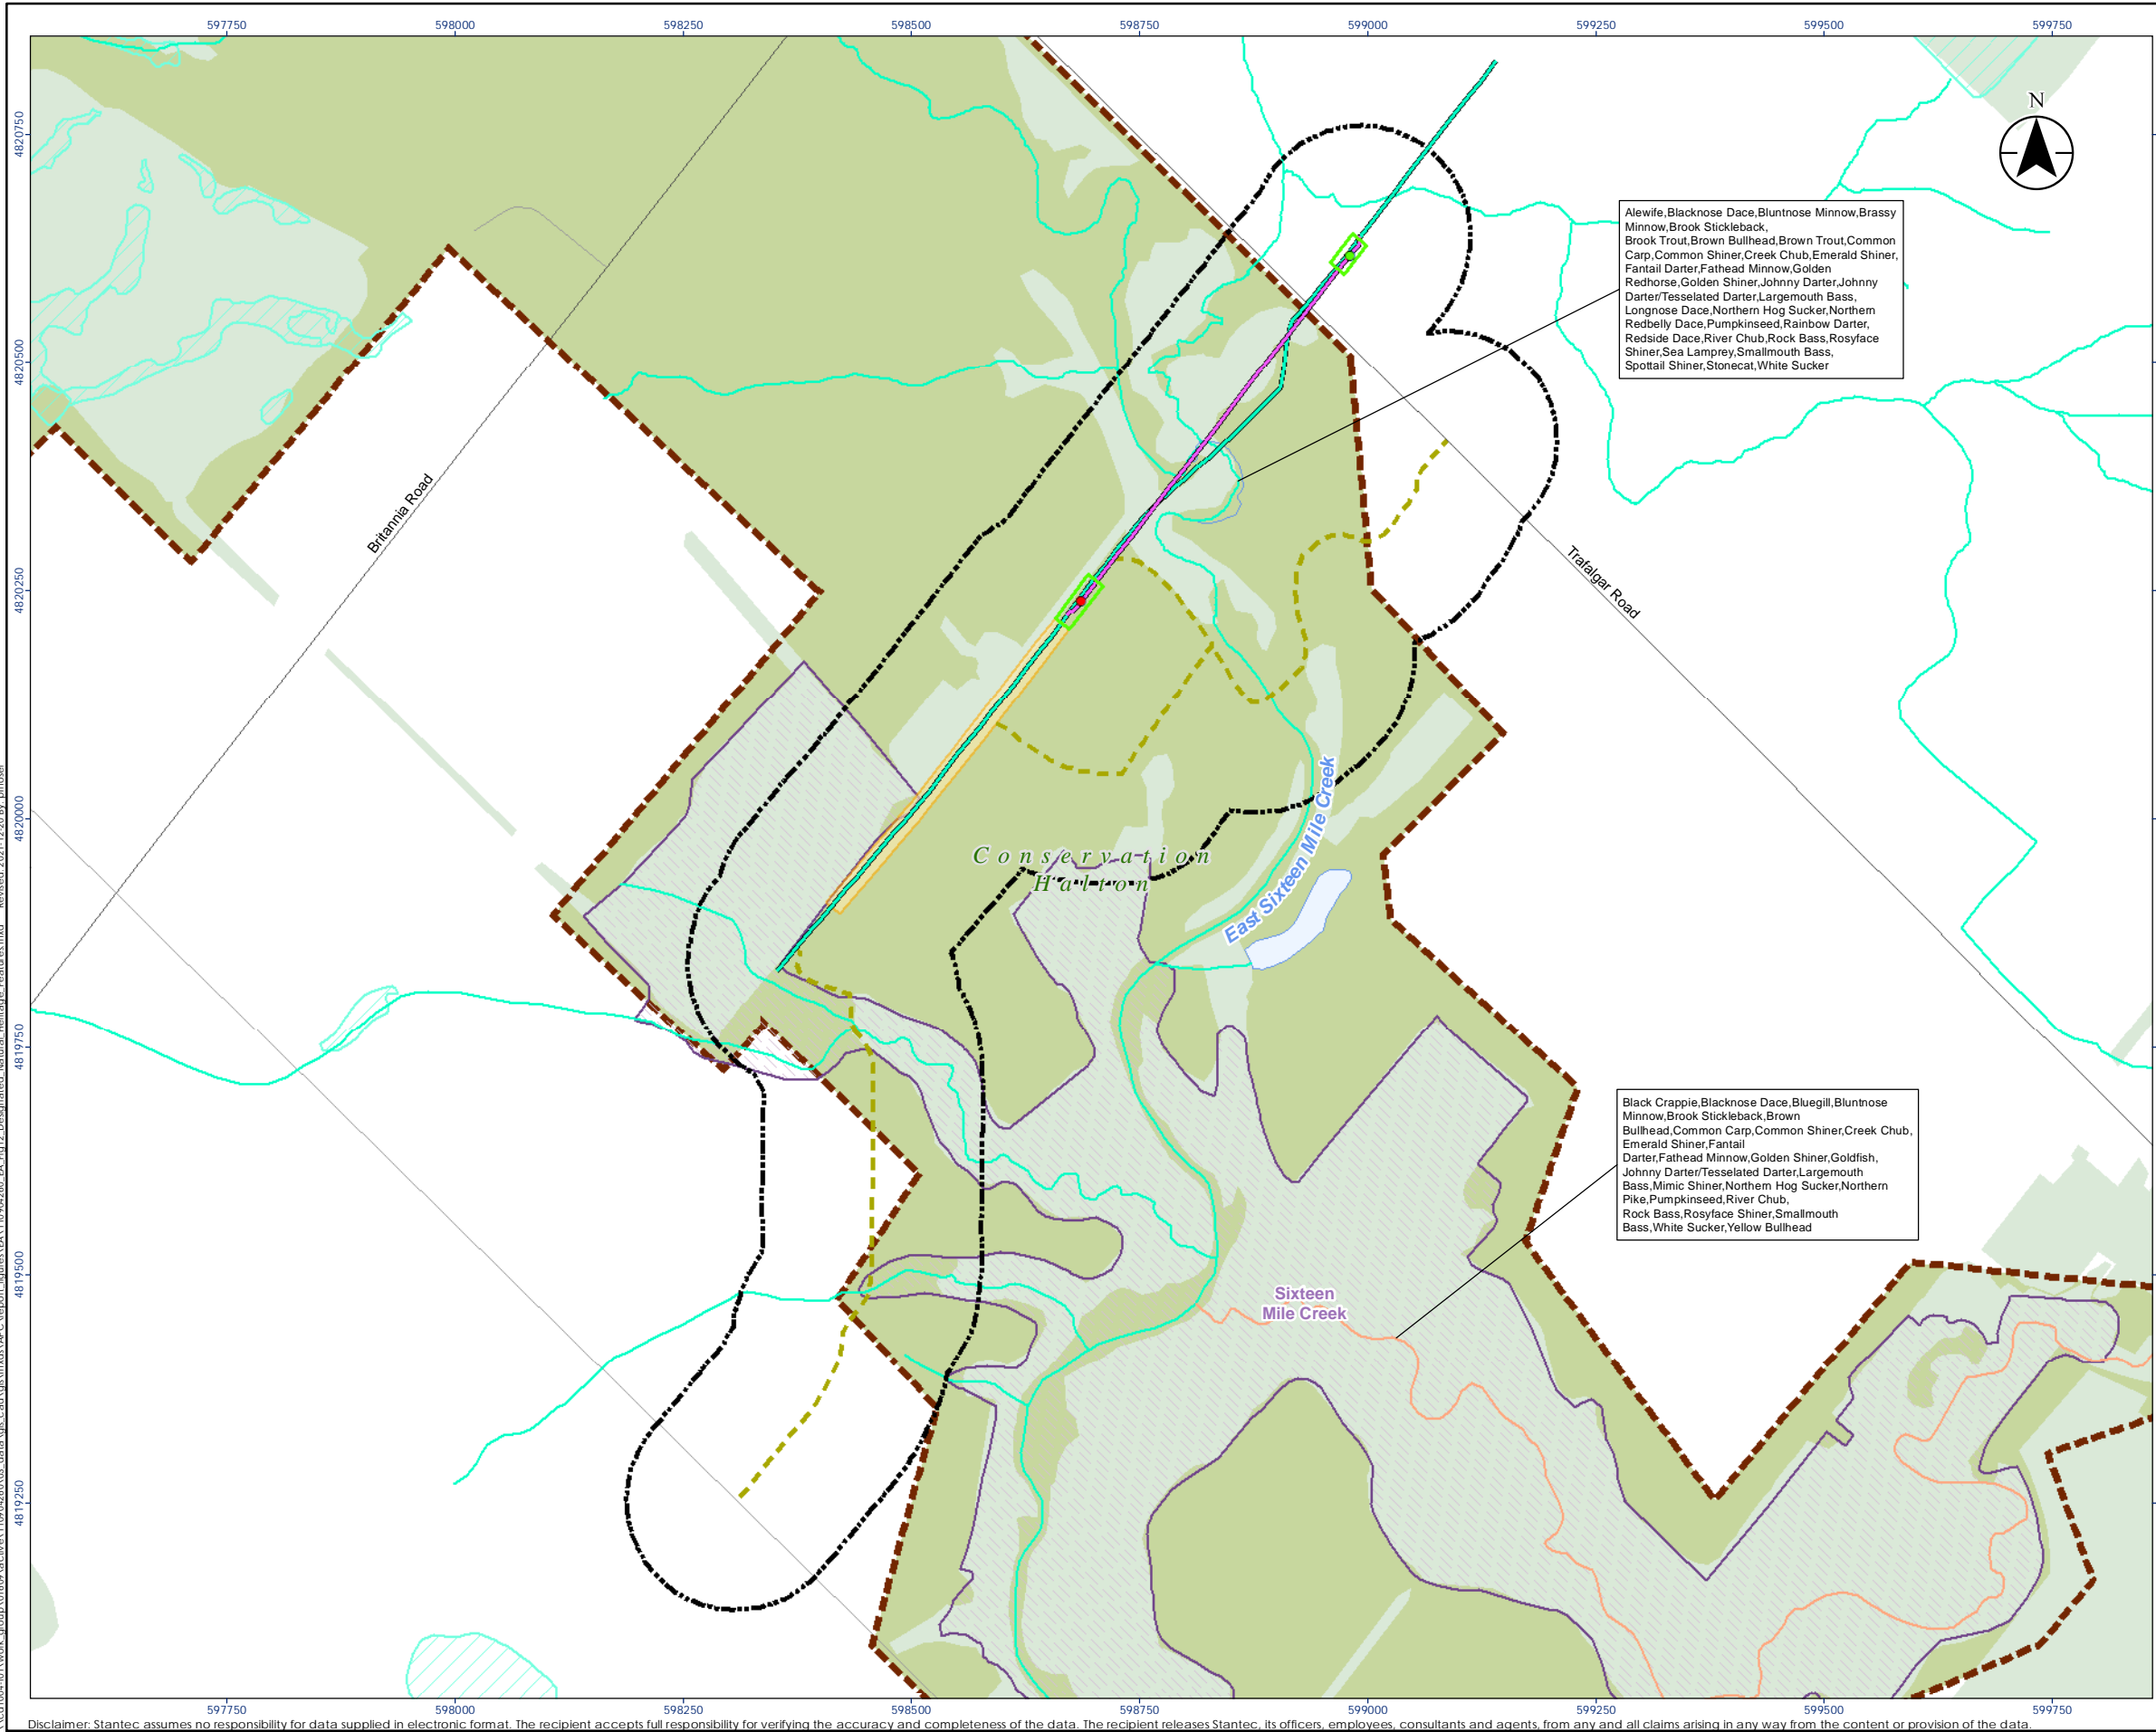 597750 598000 598250 598500 598750 599000 599250 599500 599750
N
4820750
4820500
4820250
4820000
4819750
4819500
4819250
Alewife,Blacknose Dace,Bluntnose Minnow,Brassy
Minnow,Brook Stickleback,
Brook Trout,Brown Bullhead,Brown Trout,Common
Carp,Common Shiner,Creek Chub,Emerald Shiner,
Fantail Darter,Fathead Minnow,Golden
Redhorse,Golden Shiner,Johnny Darter,Johnny
Darter/Tesselated Darter,Largemouth Bass,
Longnose Dace,Northern Hog Sucker,Northern
Redbelly Dace,Pumpkinseed,Rainbow Darter,
Redside Dace,River Chub,Rock Bass,Rosyface
Shiner,Sea Lamprey,Smallmouth Bass,
Spottail Shiner,Stonecat,White Sucker
Britannia Road
Trafalgar Road
Conservation
Halton
East Sixteen Mile Creek
Black Crappie,Blacknose Dace,Bluegill,Bluntnose
Minnow,Brook Stickleback,Brown
Bullhead,Common Carp,Common Shiner,Creek Chub,
Emerald Shiner,Fantail
Darter,Fathead Minnow,Golden Shiner,Goldfish,
Johnny Darter/Tesselated Darter,Largemouth
Bass,Mimic Shiner,Northern Hog Sucker,Northern
Pike,Pumpkinseed,River Chub,
Rock Bass,Rosyface Shiner,Smallmouth
Bass,White Sucker,Yellow Bullhead
Sixteen
Mile Creek
597750 598000 598250 598500 598750 599000 599250 599500 599750
Disclaimer: Stantec assumes no responsibility for data supplied in electronic format. The recipient accepts full responsibility for verifying the accuracy and completeness of the data. The recipient releases Stantec, its officers, employees, consultants and agents, from any and all claims arising in any way from the content or provision of the data.